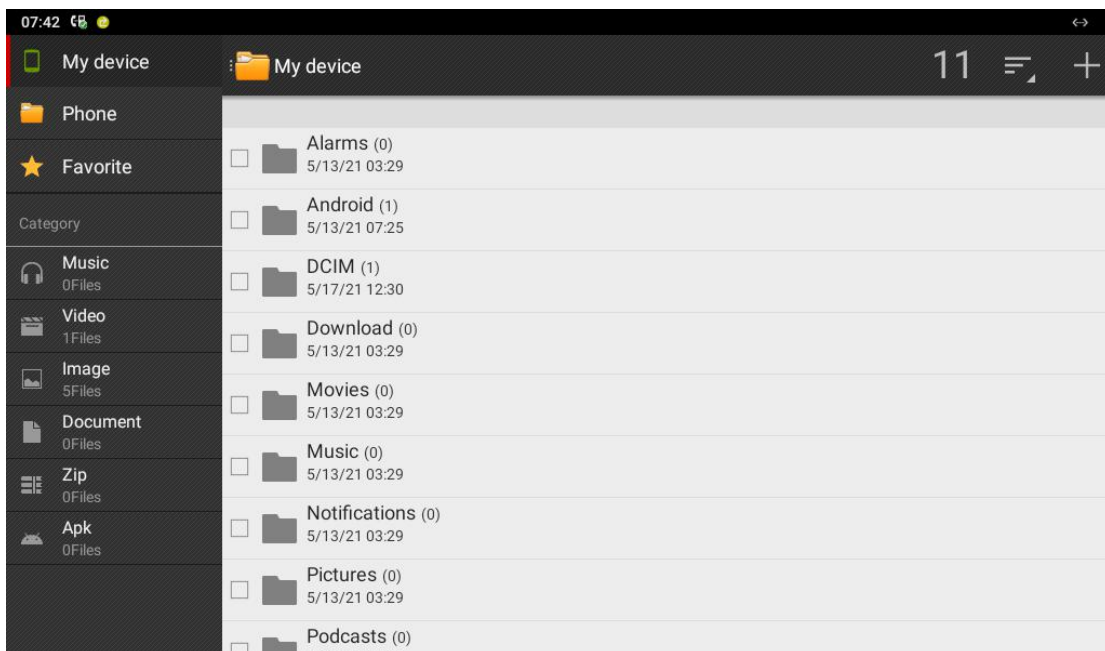 07:42
My device
Phone
Favorite
Category
Music
0Files
Video
1Files
Image
5Files
Document
0Files
Zip
0Files
Apk
0Files
My device
11
Alarms (0)
5/13/21 03:29
Android (1)
5/13/21 07:25
DCIM (1)
5/17/21 12:30
Download (0)
5/13/21 03:29
Movies (0)
5/13/21 03:29
Music (0)
5/13/21 03:29
Notifications (0)
5/13/21 03:29
Pictures (0)
5/13/21 03:29
Podcasts (0)